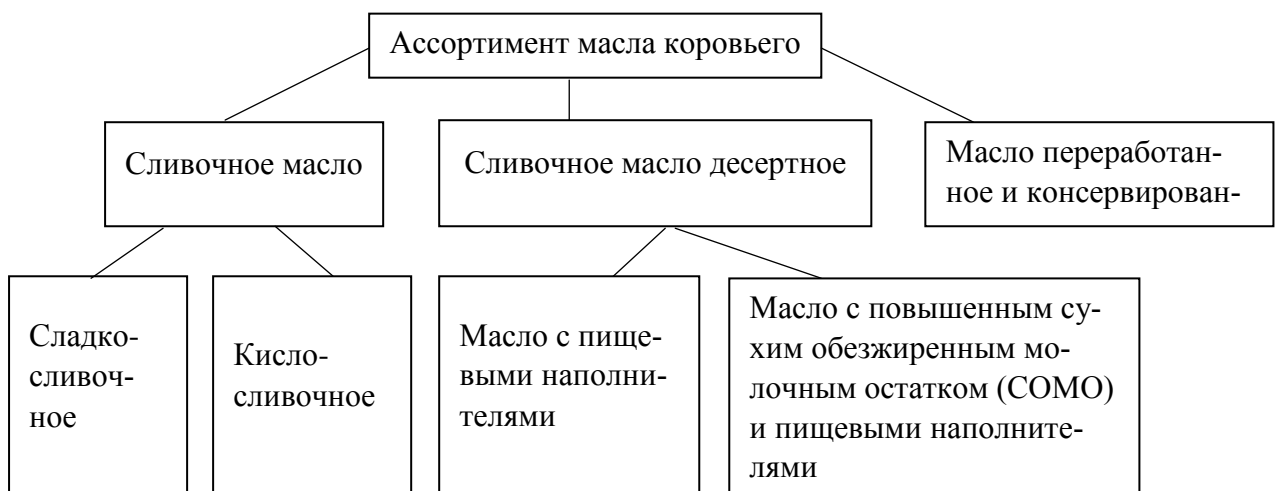 Ассортимент масла коровьего
Сливочное масло
Сливочное масло десертное
Масло переработан-
ное и консервирован-
Сладко-
сливоч-
ное
Кисло-
сливочное
Масло с пище-
выми наполни-
телями
Масло с повышенным су-
хим обезжиренным мо-
лочным остатком (СОМО)
и пищевыми наполните-
лями